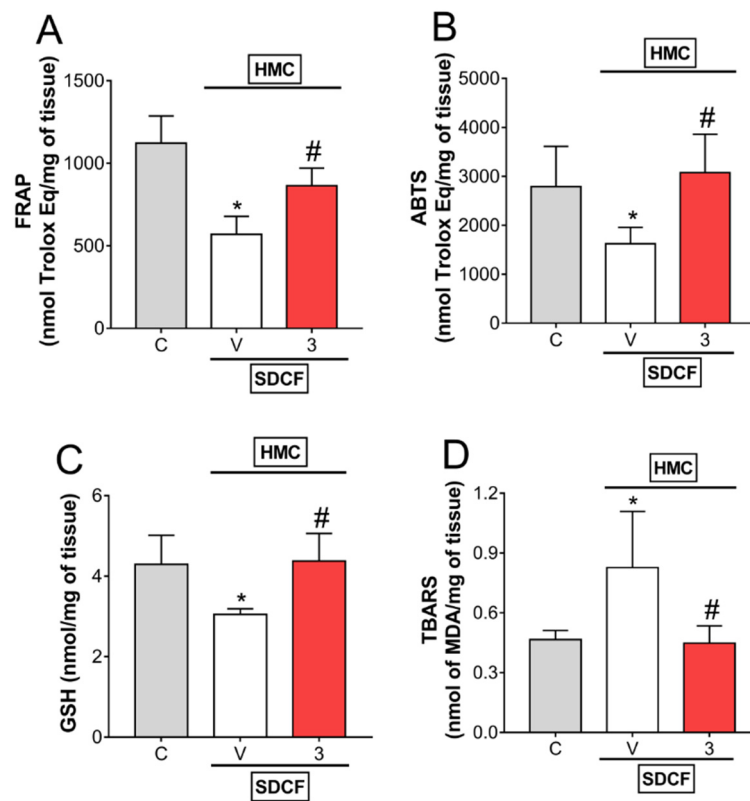 A
HMC
FRAP
(nmol Trolox Eq/mg of tissue)
1500
1000
500
0
*
#
C V 3
SDCF
B
HMC
ABTS
(nmol Trolox Eq/mg of tissue)
5000
4000
3000
2000
1000
0
*
#
C V 3
SDCF
C
HMC
GSH (nmol/mg of tissue)
6
4
2
0
*
#
C V 3
SDCF
D
HMC
TBARS
(nmol of MDA/mg of tissue)
1.2
0.9
0.6
0.3
0.0
*
#
C V 3
SDCF